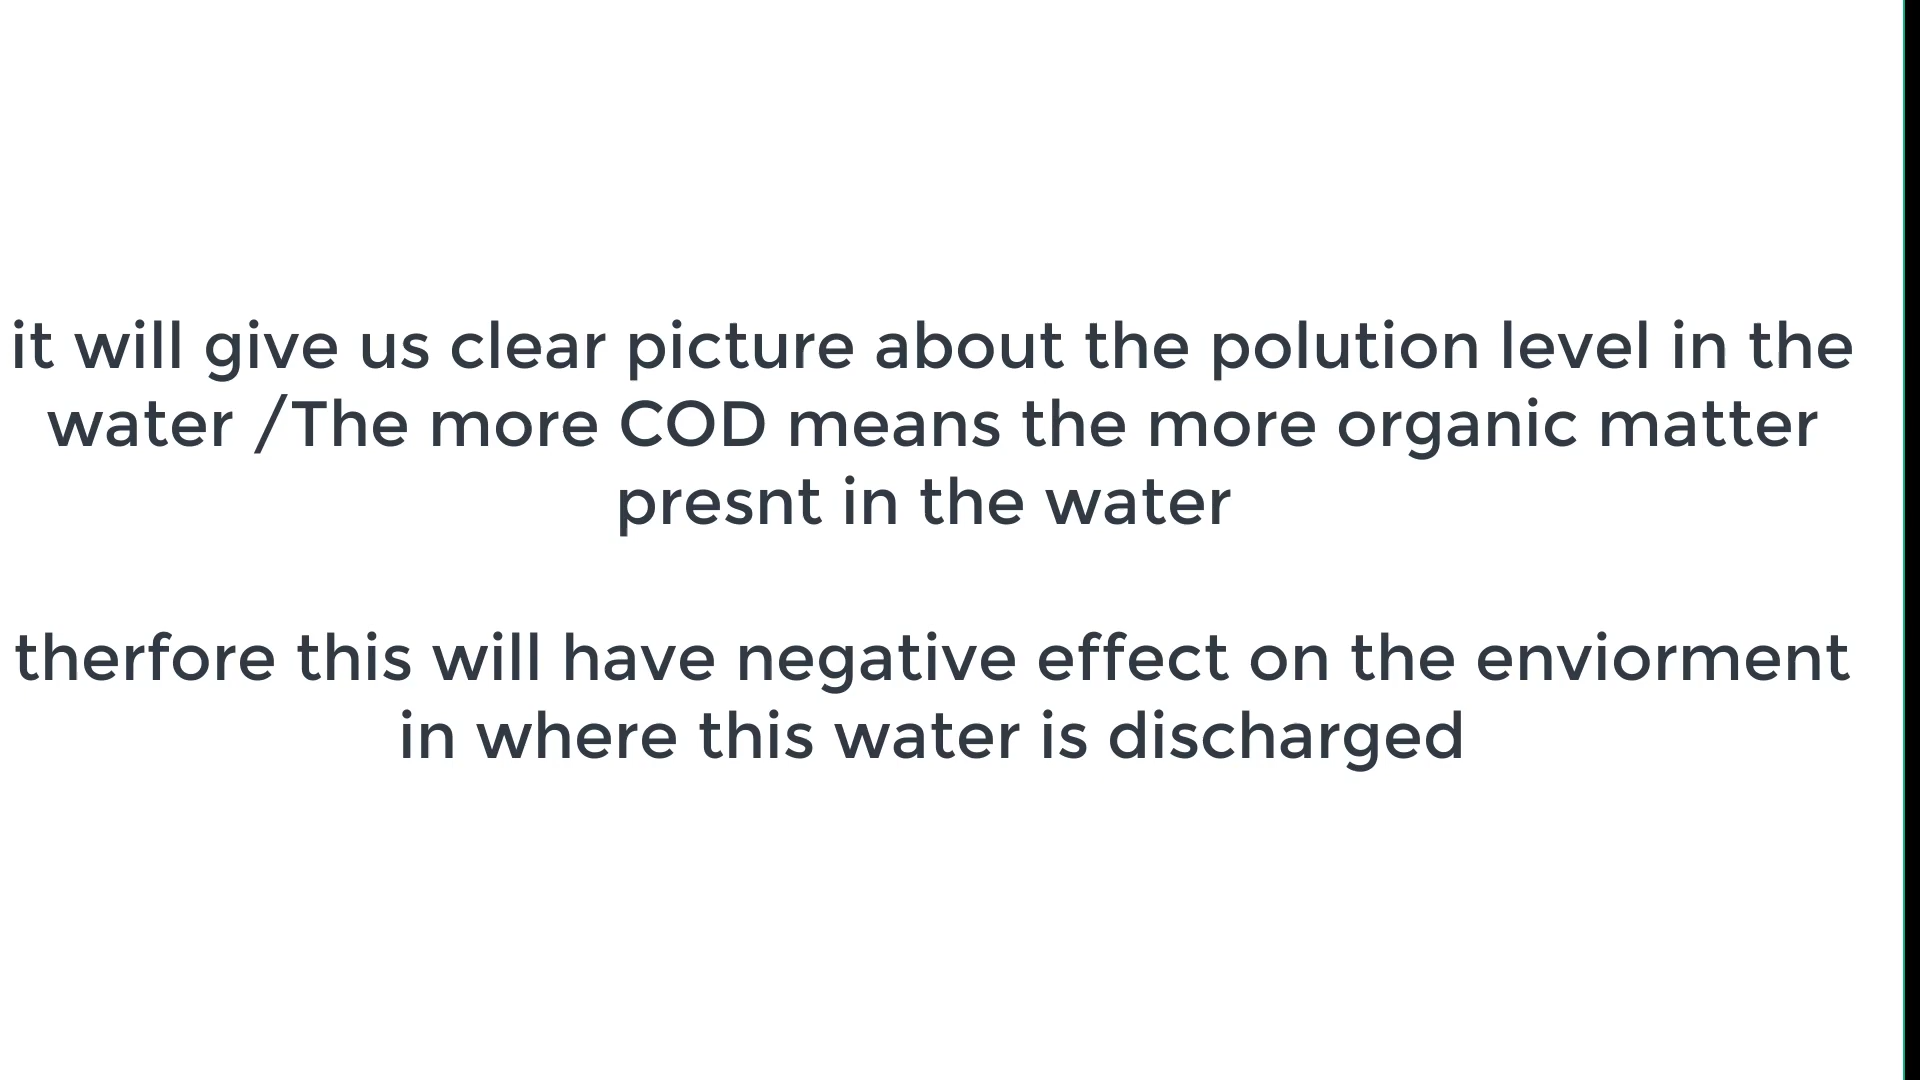 it will give us clear picture about the polution level in the
water /The more COD means the more organic matter
presnt in the water
therfore this will have negative effect on the enviorment
in where this water is discharged